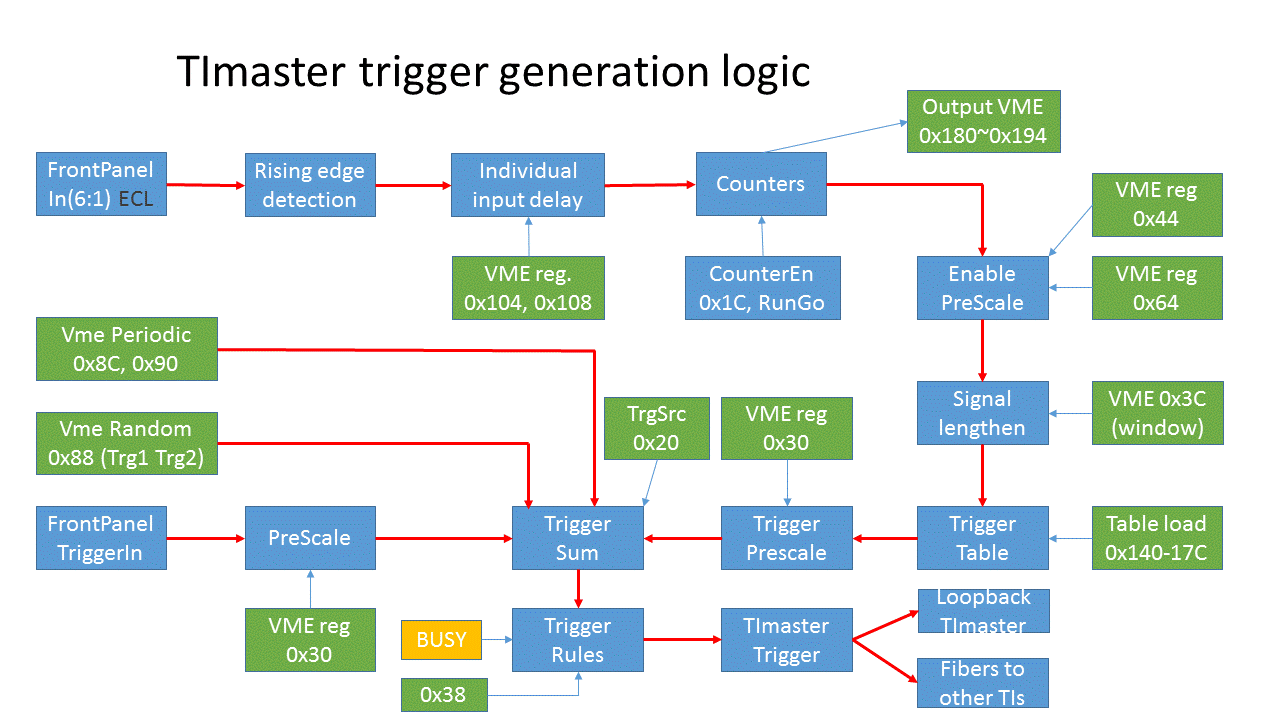 TImaster trigger generation logic
Output VME
0x180~0x194
FrontPanel
In(6:1) ECL
Rising edge
detection
Individual
input delay
Counters
VME reg
0x44
VME reg.
0x104, 0x108
CounterEn
0x1C, RunGo
Enable
PreScale
VME reg
0x64
Vme Periodic
0x8C, 0x90
Signal
lengthen
VME 0x3C
(window)
Vme Random
0x88 (Trg1 Trg2)
TrgSrc
0x20
VME reg
0x30
FrontPanel
TriggerIn
PreScale
Trigger
Sum
Trigger
Prescale
Trigger
Table
Table load
0x140-17C
VME reg
0x30
BUSY
0x38
Trigger
Rules
TImaster
Trigger
Loopback
TImaster
Fibers to
other TIs